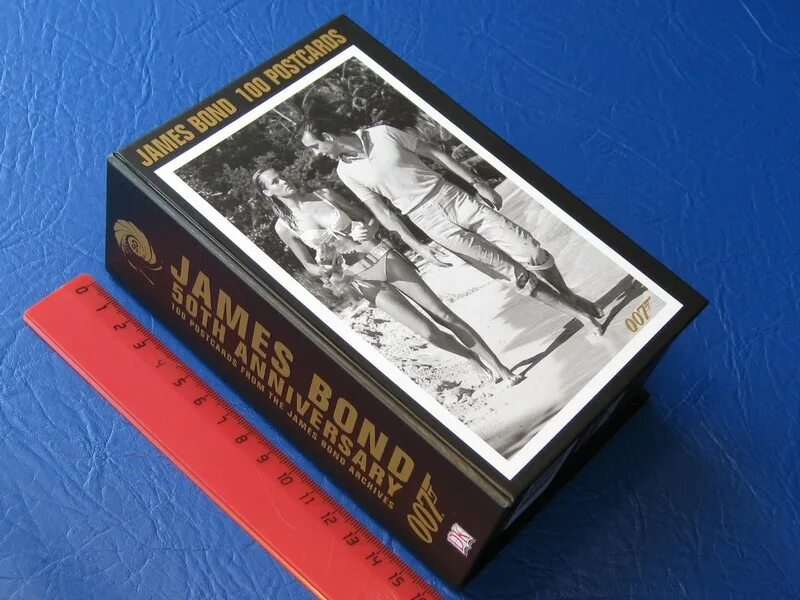 JAMES BOND 100 POSTCARDS
007
JAMES BOND
50TH ANNIVERSARY
100 POSTCARDS FROM THE JAMES BOND ARCHIVES
007
DK
0 1 2 3 4 5 6 7 8 9 10 11 12 13 14 15 16